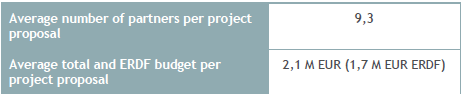 Average number of partners per project 9,3
proposal
Average total and ERDF budget per 2,1 M EUR (1,7 M EUR ERDF)
project proposal